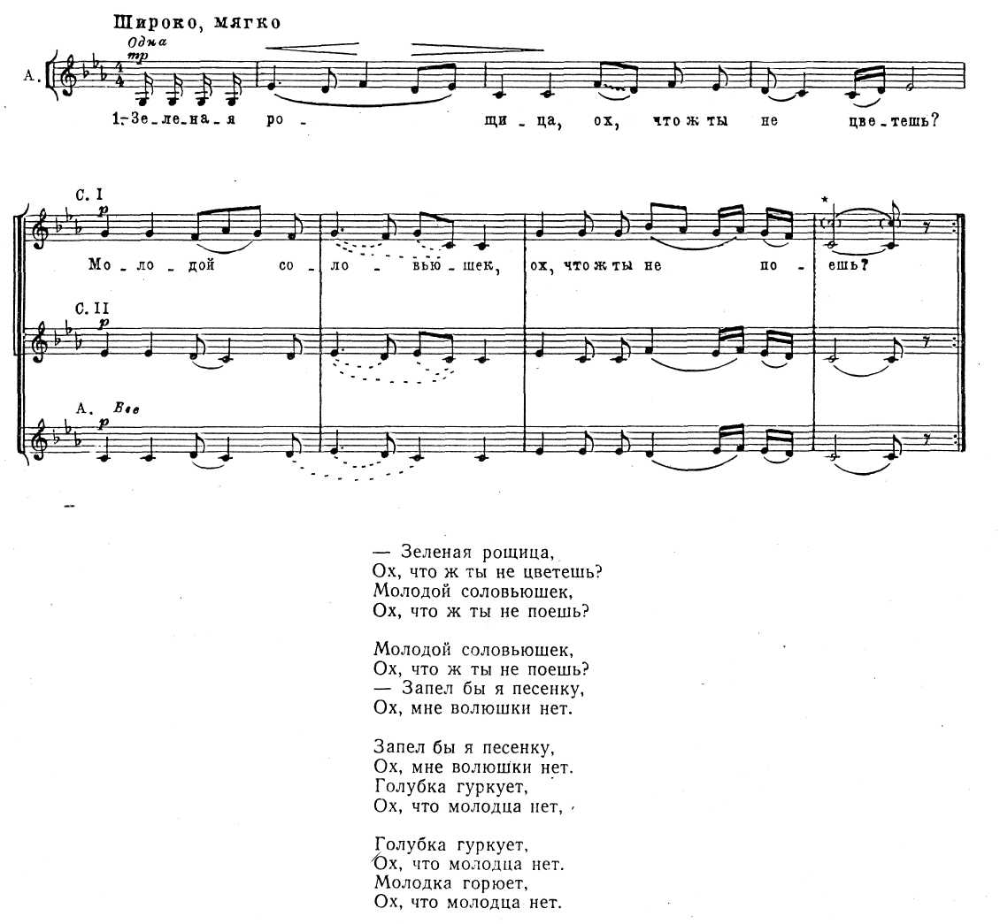 Широко, мягко
Одна
mp
А.
4
4
1.–Зе_ле_на_я ро_ щи_ца, ох, что ж ты не цве_тешь?
С. I
p
*
Мо_ло_дой со_ло_вью_шек, ох, что ж ты не по_ешь?
С. II
p
А. Все
p
— Зеленая рощица,
Ох, что ж ты не цветешь?
Молодой соловьюшек,
Ох, что ж ты не поешь?
Молодой соловьюшек,
Ох, что ж ты не поешь?
— Запел бы я песенку,
Ох, мне волюшки нет.
Запел бы я песенку,
Ох, мне волюшки нет.
Голубка гуркует,
Ох, что молодца нет,
Голубка гуркует,
Ох, что молодца нет.
Молодка горюет,
Ох, что молодца нет.